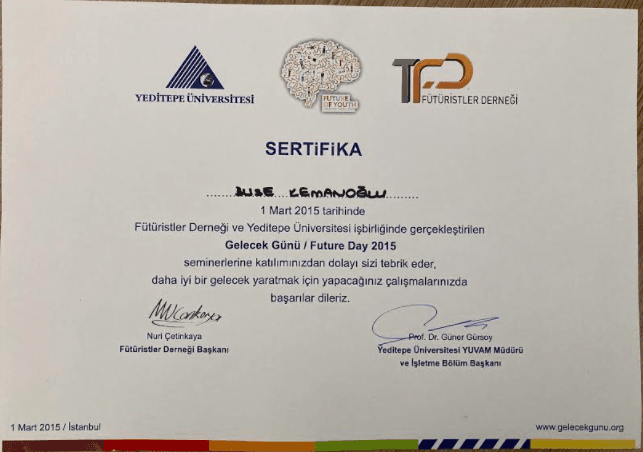 YEDİTEPE ÜNİVERSİTESİ
FUTURE
OF YOUTH
TFD
FÜTÜRİSTLER DERNEĞİ
SERTiFiKA
BUSE KEMANOĞLU
1 Mart 2015 tarihinde
Fütüristler Derneği ve Yeditepe Üniversitesi işbirliğinde gerçekleştirilen
Gelecek Günü / Future Day 2015
seminerlerine katılımınızdan dolayı sizi tebrik eder,
daha iyi bir gelecek yaratmak için yapacağınız çalışmalarınızda
başarılar dileriz.
Nuri Çetinkaya
Fütüristler Derneği Başkanı
Prof. Dr. Güner Gürsoy
Yeditepe Üniversitesi YUVAM Müdürü
ve İşletme Bölüm Başkanı
1 Mart 2015 / İstanbul
www.gelecekgunu.org